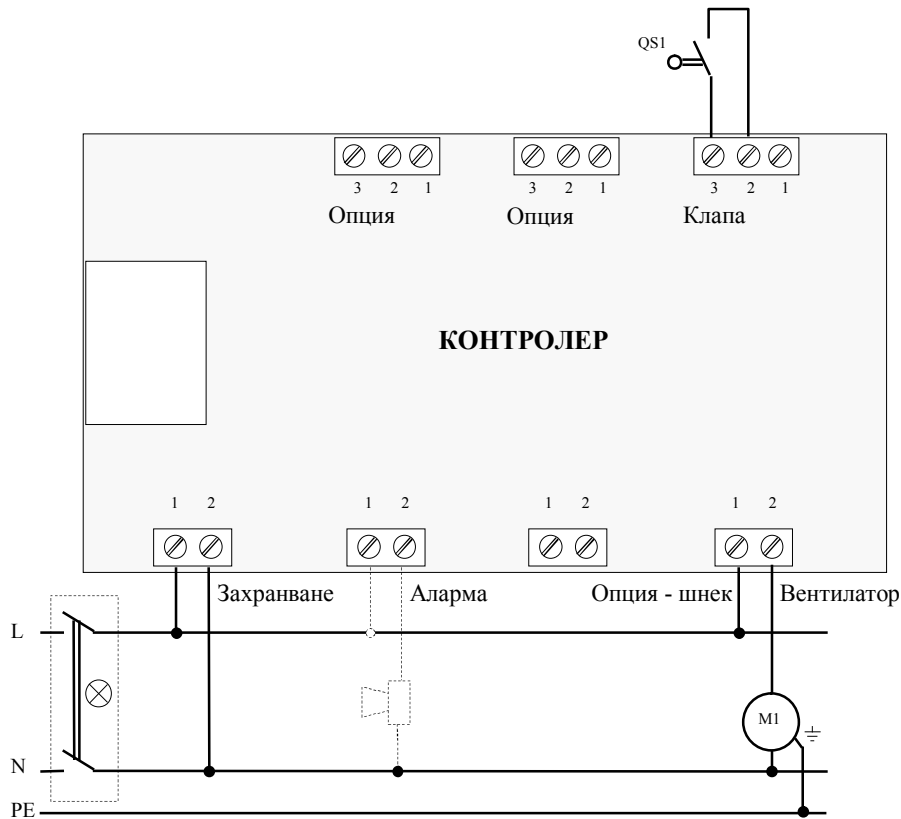 QS1
3 2 1
3 2 1
3 2 1
Опция
Опция
Клапа
КОНТРОЛЕР
1 2
1 2
1 2
1 2
Захранване
Аларма
Опция - шнек
Вентилатор
L
M1
N
PE